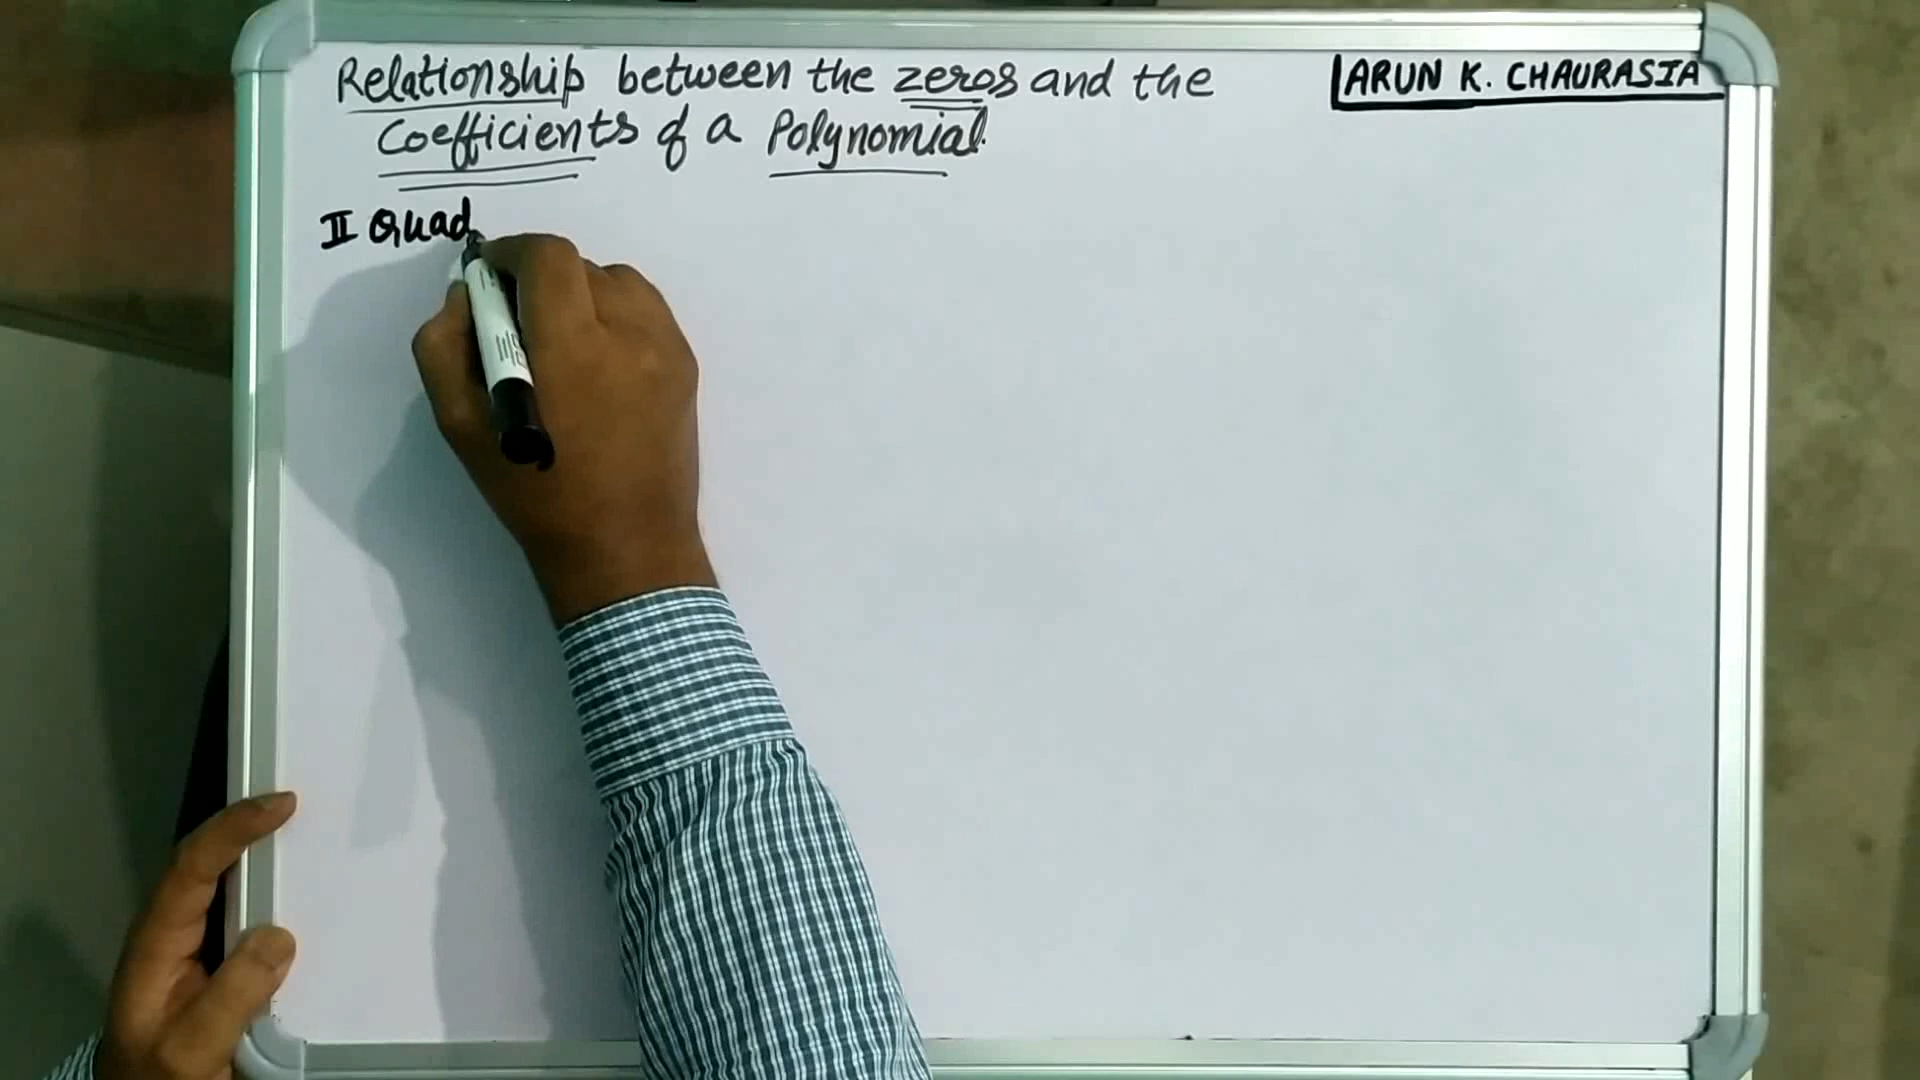 Relationship between the zeros and the
Coefficients of a Polynomial.
ARUN K. CHAURASIA
II Quad